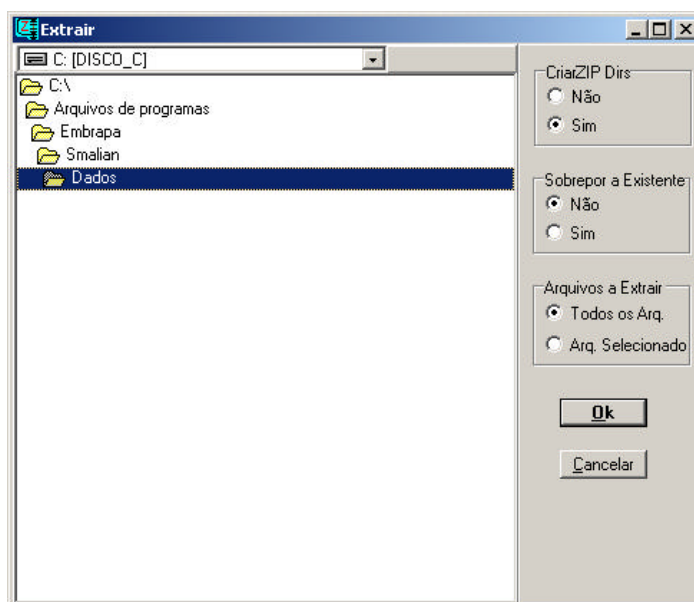 Extrair
C: [DISCO_C]
C:\
Arquivos de programas
Embrapa
Smalian
Dados
CriarZIP Dirs
Não
Sim
Sobrepor a Existente
Não
Sim
Arquivos a Extrair
Todos os Arq.
Arq. Selecionado
Ok
Cancelar